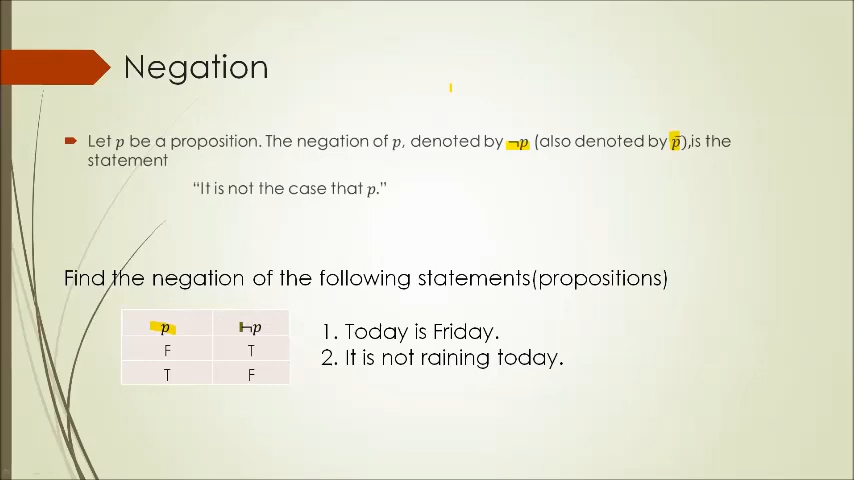 Negation
Let p be a proposition. The negation of p, denoted by ¬p (also denoted by p̄),is the
statement
“It is not the case that p.”
Find the negation of the following statements(propositions)
p ¬p
F T
T F
1. Today is Friday.
2. It is not raining today.